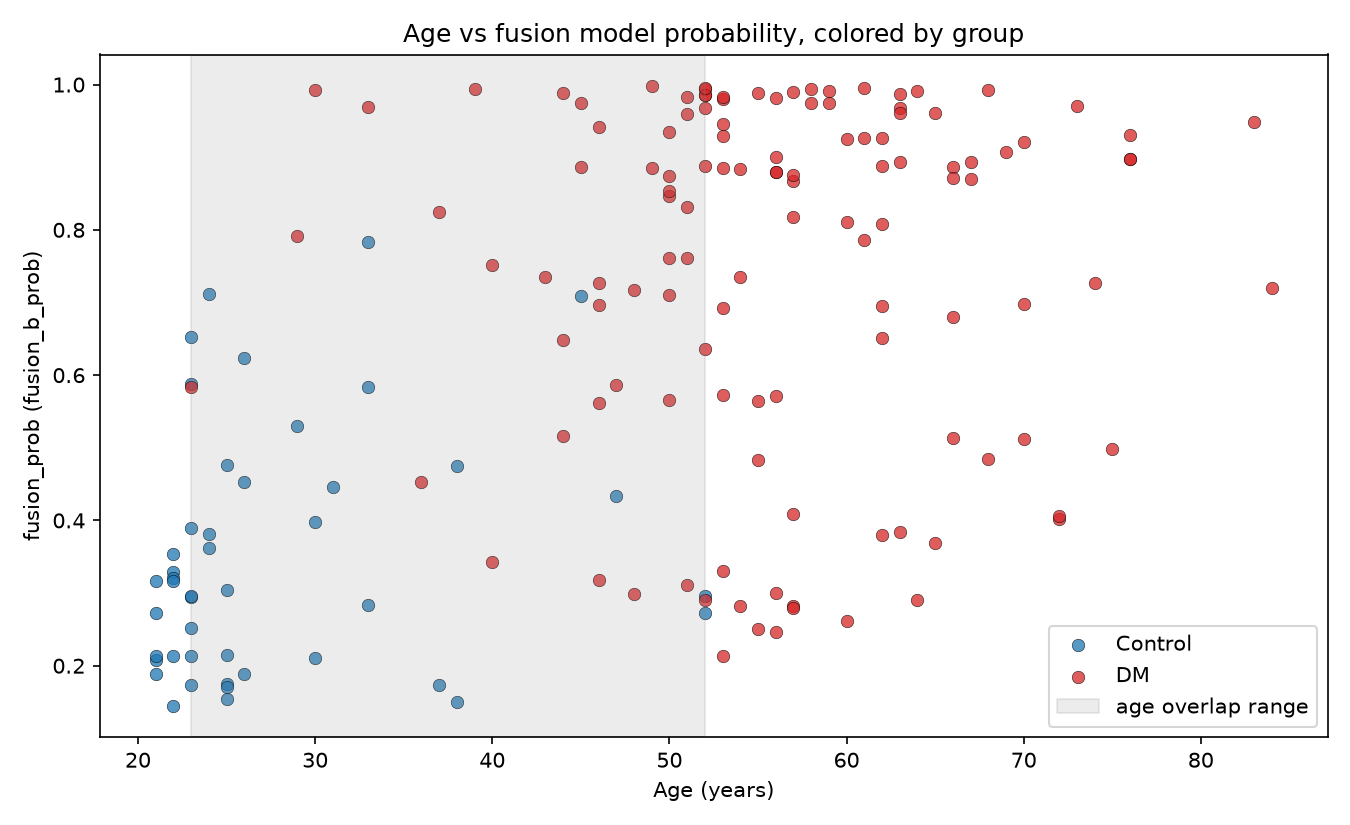 Age vs fusion model probability, colored by group
fusion_prob (fusion_b_prob)
1.0
0.8
0.6
0.4
0.2
20 30 40 50 60 70 80
Age (years)
Control
DM
age overlap range